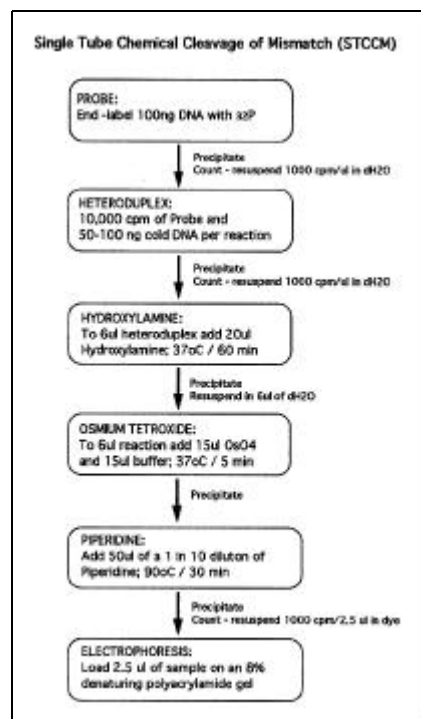 Single Tube Chemical Cleavage of Mismatch (STCCM)
PROBE:
End -label 100ng DNA with 32P
Precipitate
Count - resuspend 1000 cpm/ul in dH2O
HETERODUPLEX:
10,000 cpm of Probe and
50-100 ng cold DNA per reaction
Precipitate
Count - resuspend 1000 cpm/ul in dH2O
HYDROXYLAMINE:
To 6ul heteroduplex add 20ul
Hydroxylamine; 37oC / 60 min
Precipitate
Resuspend in 6ul of dH2O
OSMIUM TETROXIDE:
To 6ul reaction add 15ul OsO4
and 15ul buffer; 37oC / 5 min
Precipitate
PIPERIDINE:
Add 50ul of a 1 in 10 diluton of
Piperidine; 90oC / 30 min
Precipitate
Count - resuspend 1000 cpm/2.5 ul in dye
ELECTROPHORESIS:
Load 2.5 ul of sample on an 8%
denaturing polyacrylamide gel